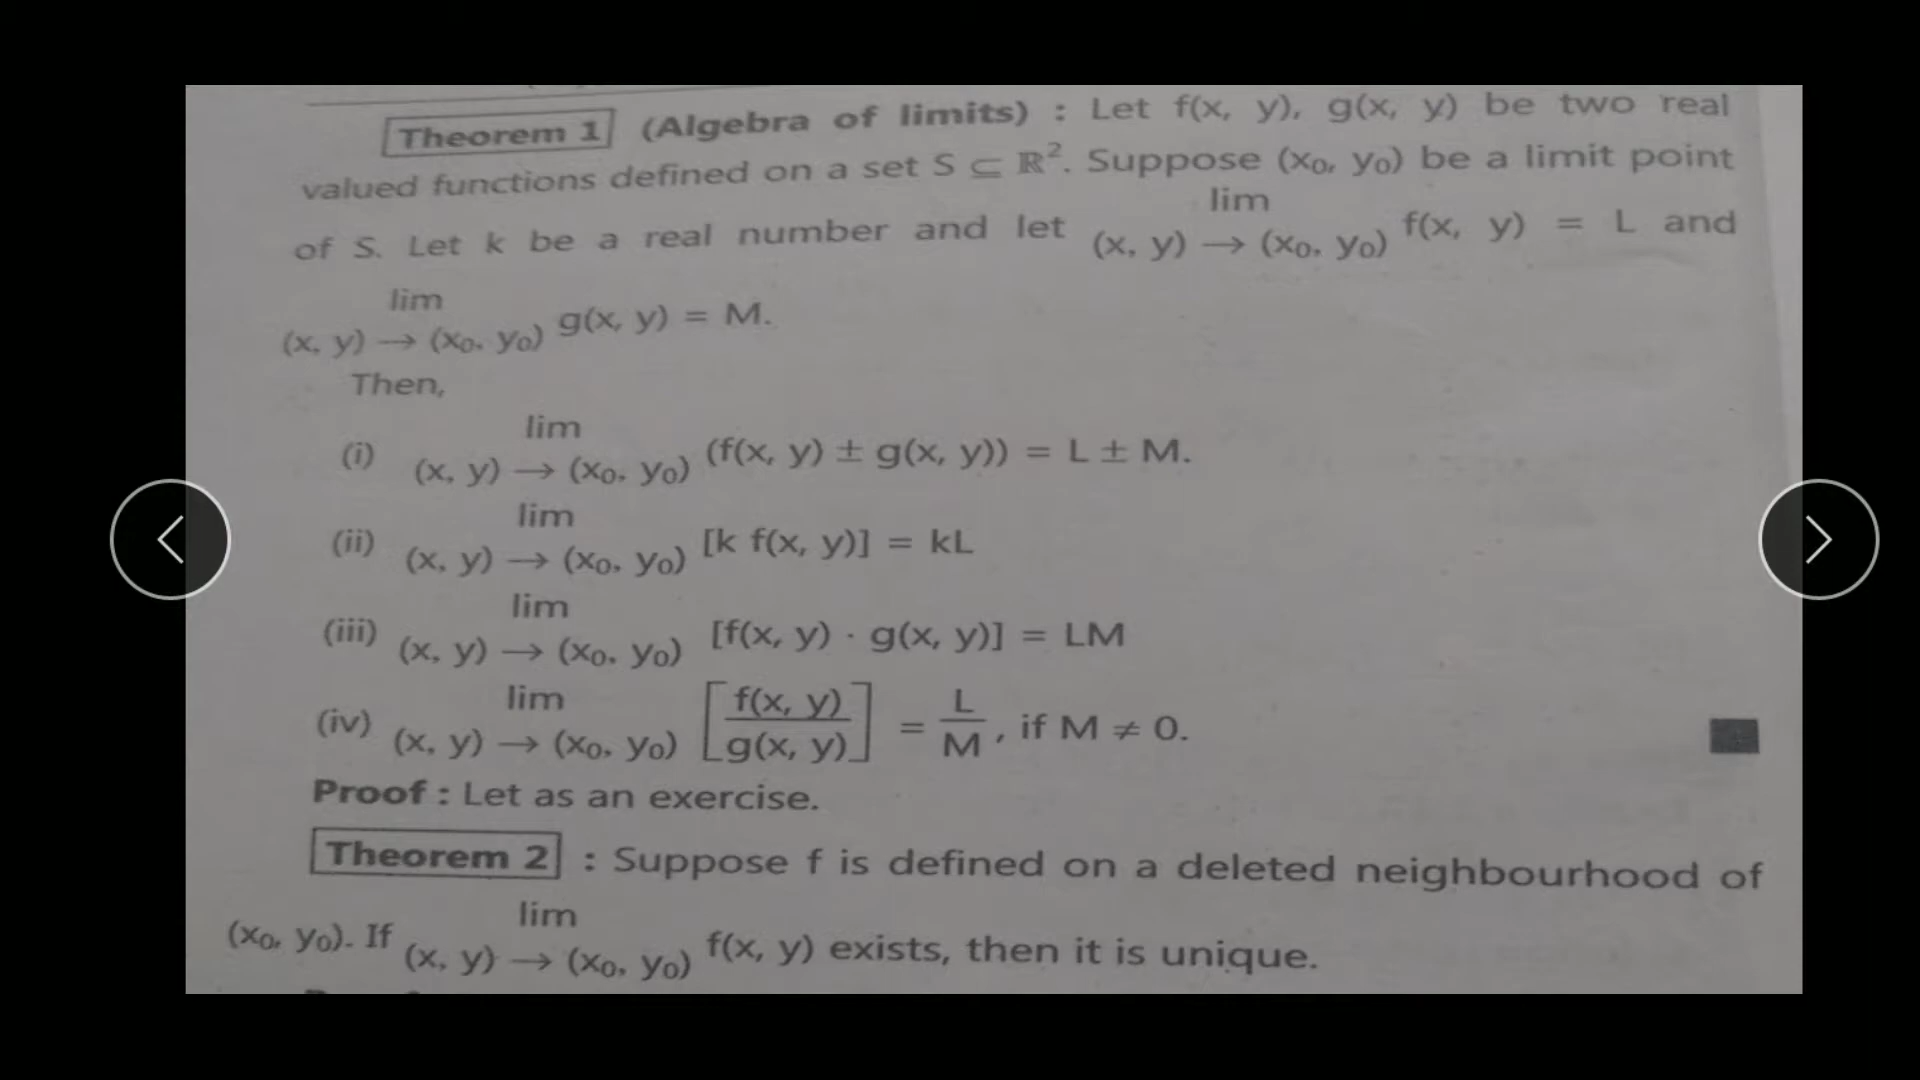 Theorem 1 (Algebra of limits) : Let f(x, y), g(x, y) be two real
valued functions defined on a set S ⊆ ℝ². Suppose (x₀, y₀) be a limit point
of S. Let k be a real number and let lim (x, y) → (x₀, y₀) f(x, y) = L and
lim (x, y) → (x₀, y₀) g(x, y) = M.
Then,
(i) lim (x, y) → (x₀, y₀) (f(x, y) ± g(x, y)) = L ± M.
(ii) lim (x, y) → (x₀, y₀) [k f(x, y)] = kL
(iii) lim (x, y) → (x₀, y₀) [f(x, y) · g(x, y)] = LM
(iv) lim (x, y) → (x₀, y₀) [f(x, y) / g(x, y)] = L/M, if M ≠ 0.
Proof : Let as an exercise.
Theorem 2 : Suppose f is defined on a deleted neighbourhood of
(x₀, y₀). If lim (x, y) → (x₀, y₀) f(x, y) exists, then it is unique.